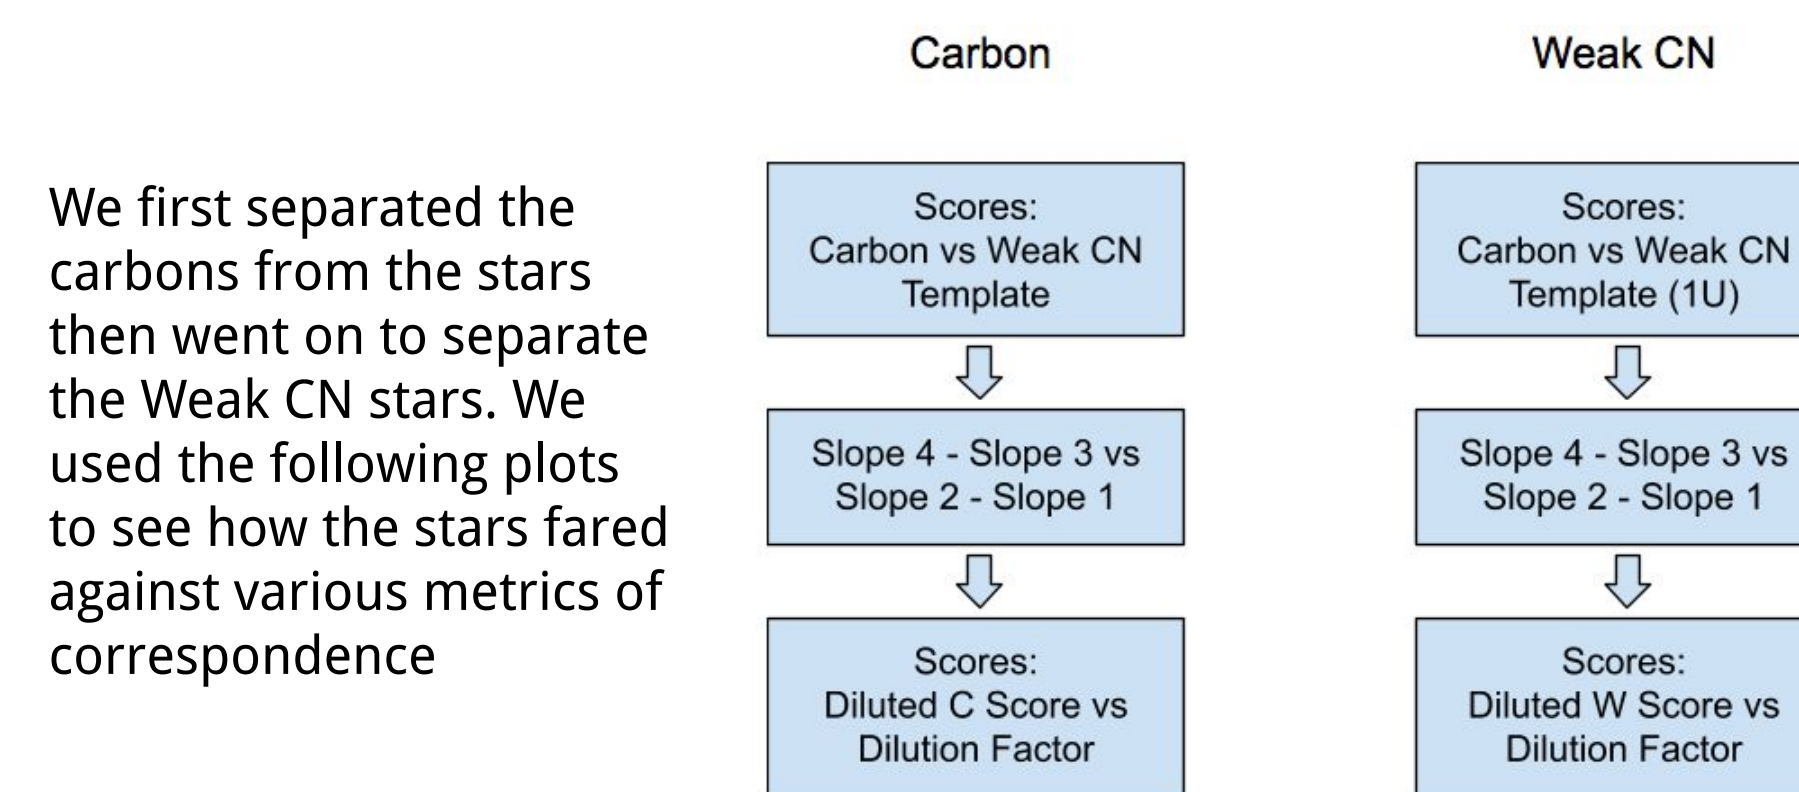 We first separated the
carbons from the stars
then went on to separate
the Weak CN stars. We
used the following plots
to see how the stars fared
against various metrics of
correspondence
Carbon
Scores:
Carbon vs Weak CN
Template
Slope 4 - Slope 3 vs
Slope 2 - Slope 1
Scores:
Diluted C Score vs
Dilution Factor
Weak CN
Scores:
Carbon vs Weak CN
Template (1U)
Slope 4 - Slope 3 vs
Slope 2 - Slope 1
Scores:
Diluted W Score vs
Dilution Factor